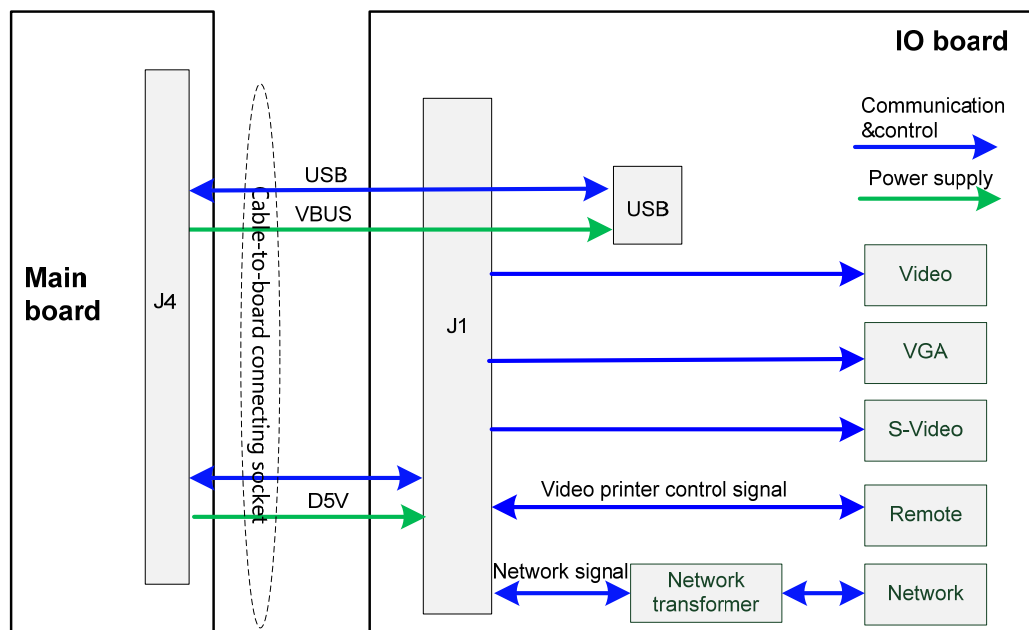 IO board
Communication
&control
Power supply
USB
VBUS
USB
Video
Main
board
J4
Cable-to-board connecting socket
J1
VGA
S-Video
D5V
Video printer control signal
Remote
Network signal
Network
transformer
Network